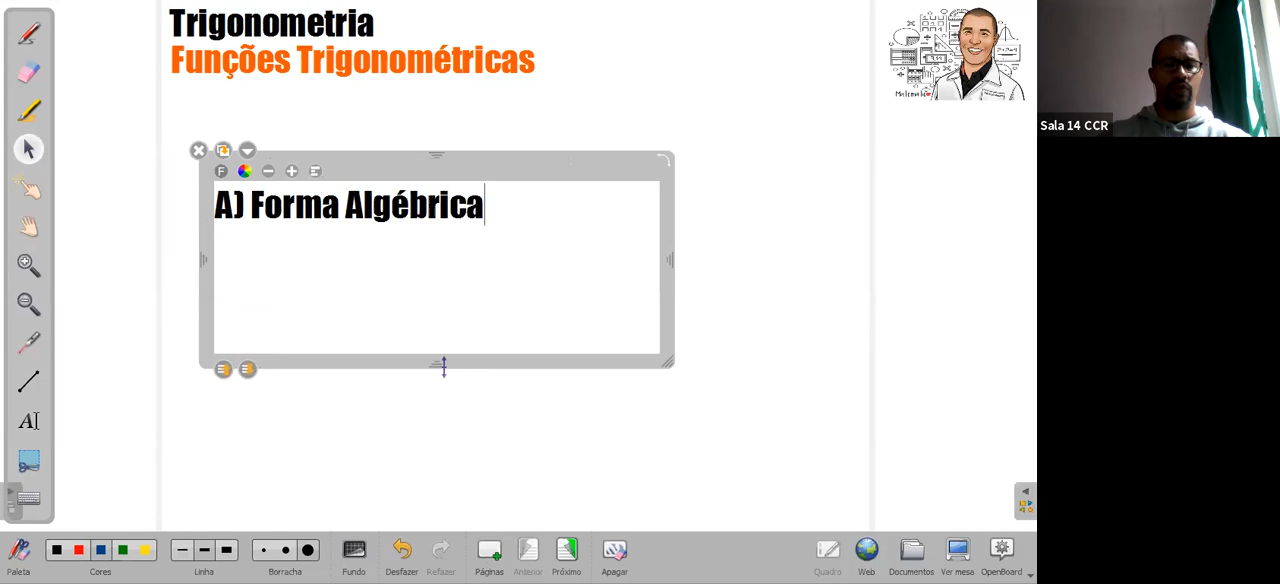 Trigonometria
Funções Trigonométricas
Sala 14 CCR
F
A) Forma Algébrica
A
Paleta
Cores
Linha
Borracha
Fundo
Desfazer
Refazer
Páginas
Anterior
Próximo
Apagar
Quadro
Web
Documentos
Ver mesa
OpenBoard